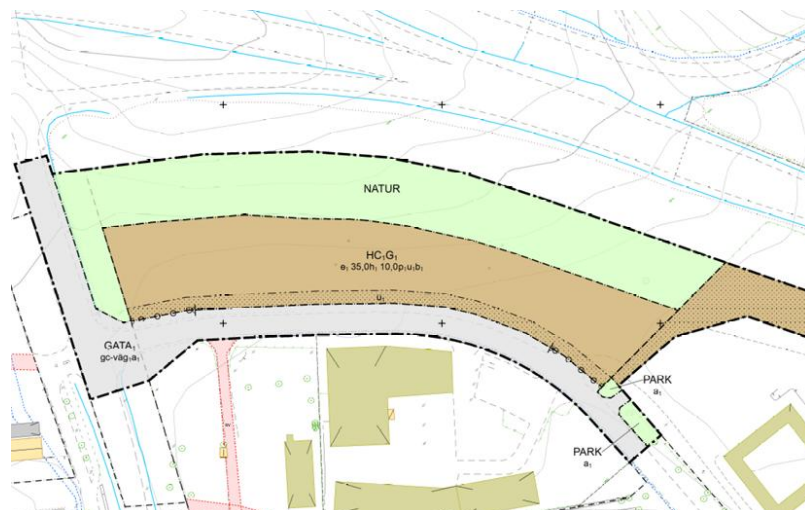 NATUR
HC₁G₁
e₁ 35,0h₁ 10,0p₁u₁b₁
u₁
GATA₁
gc-väg₁a₁
PARK
a₁
PARK
a₁